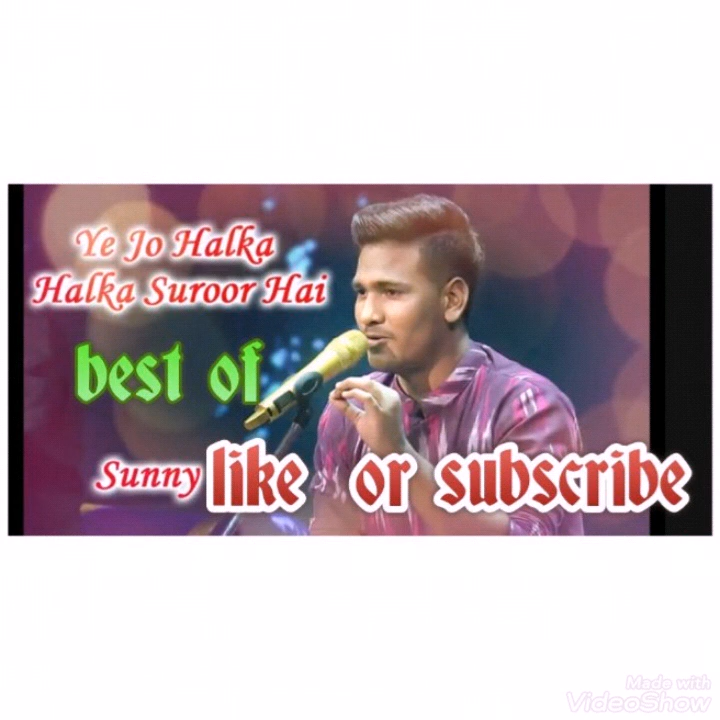 Ye Jo Halka
Halka Suroor Hai
best of
Sunny like or subscribe
Made with
VideoShow